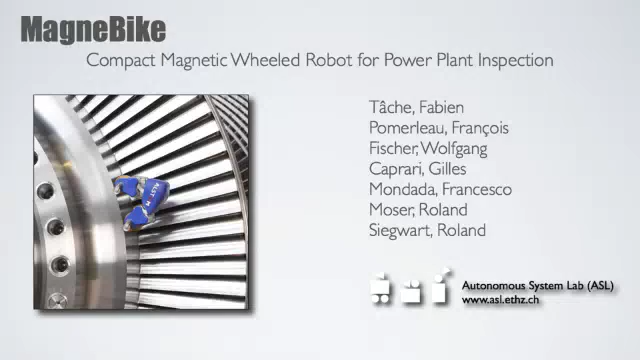 MagneBike
Compact Magnetic Wheeled Robot for Power Plant Inspection
Tâche, Fabien
Pomerleau, François
Fischer, Wolfgang
Caprari, Gilles
Mondada, Francesco
Moser, Roland
Siegwart, Roland
Autonomous System Lab (ASL)
www.asl.ethz.ch